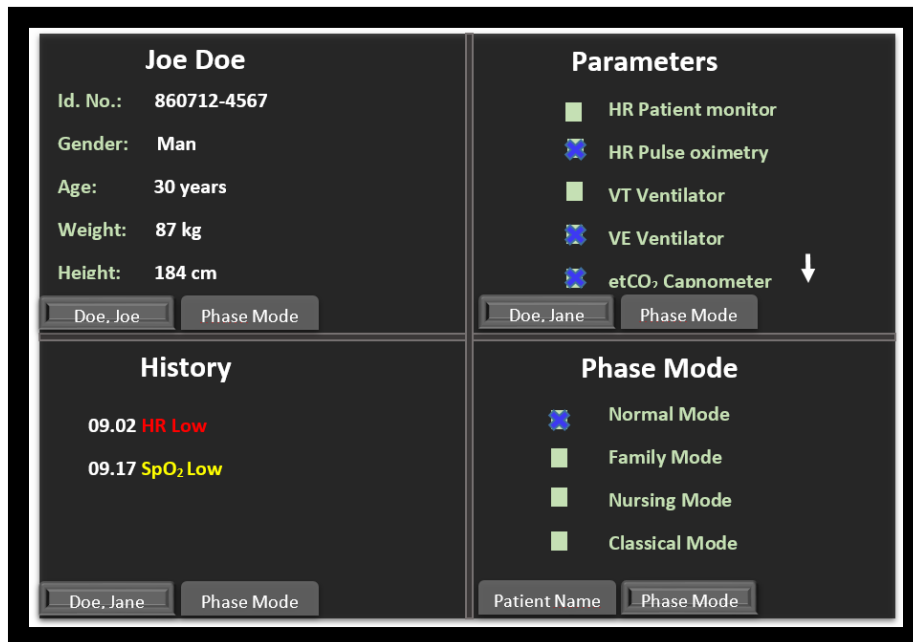 Joe Doe
Id. No.: 860712-4567
Gender: Man
Age: 30 years
Weight: 87 kg
Height: 184 cm
Doe, Joe Phase Mode
Parameters
HR Patient monitor
HR Pulse oximetry
VT Ventilator
VE Ventilator
etCO₂ Capnometer
Doe, Jane Phase Mode
History
09.02 HR Low
09.17 SpO₂ Low
Doe, Jane Phase Mode
Phase Mode
Normal Mode
Family Mode
Nursing Mode
Classical Mode
Patient Name Phase Mode